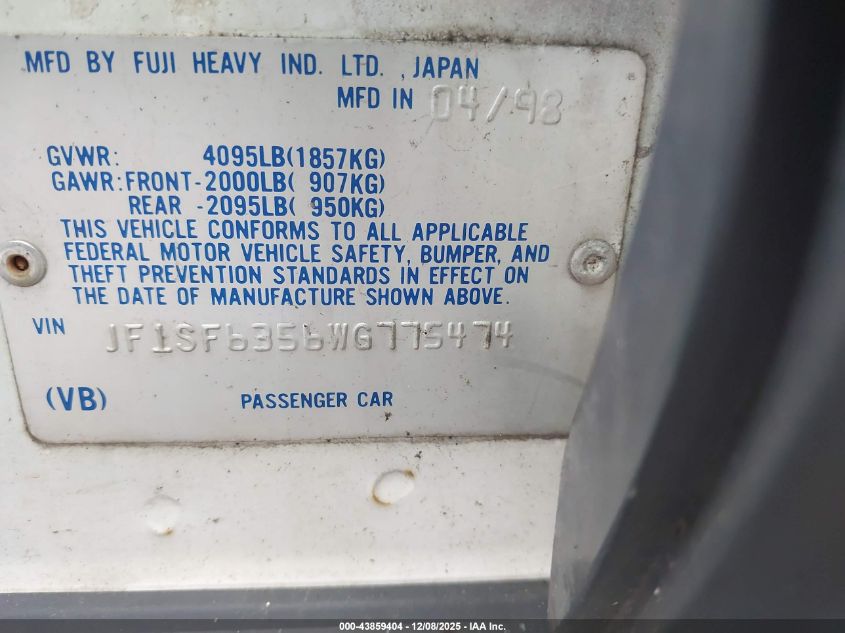 MFD BY FUJI HEAVY IND. LTD. , JAPAN
MFD IN 04/98
GVWR: 4095LB(1857KG)
GAWR:FRONT-2000LB( 907KG)
REAR -2095LB( 950KG)
THIS VEHICLE CONFORMS TO ALL APPLICABLE
FEDERAL MOTOR VEHICLE SAFETY, BUMPER, AND
THEFT PREVENTION STANDARDS IN EFFECT ON
THE DATE OF MANUFACTURE SHOWN ABOVE.
VIN JF1SF6356WG775474
(VB) PASSENGER CAR
000-43859404 - 12/08/2025 - IAA Inc.